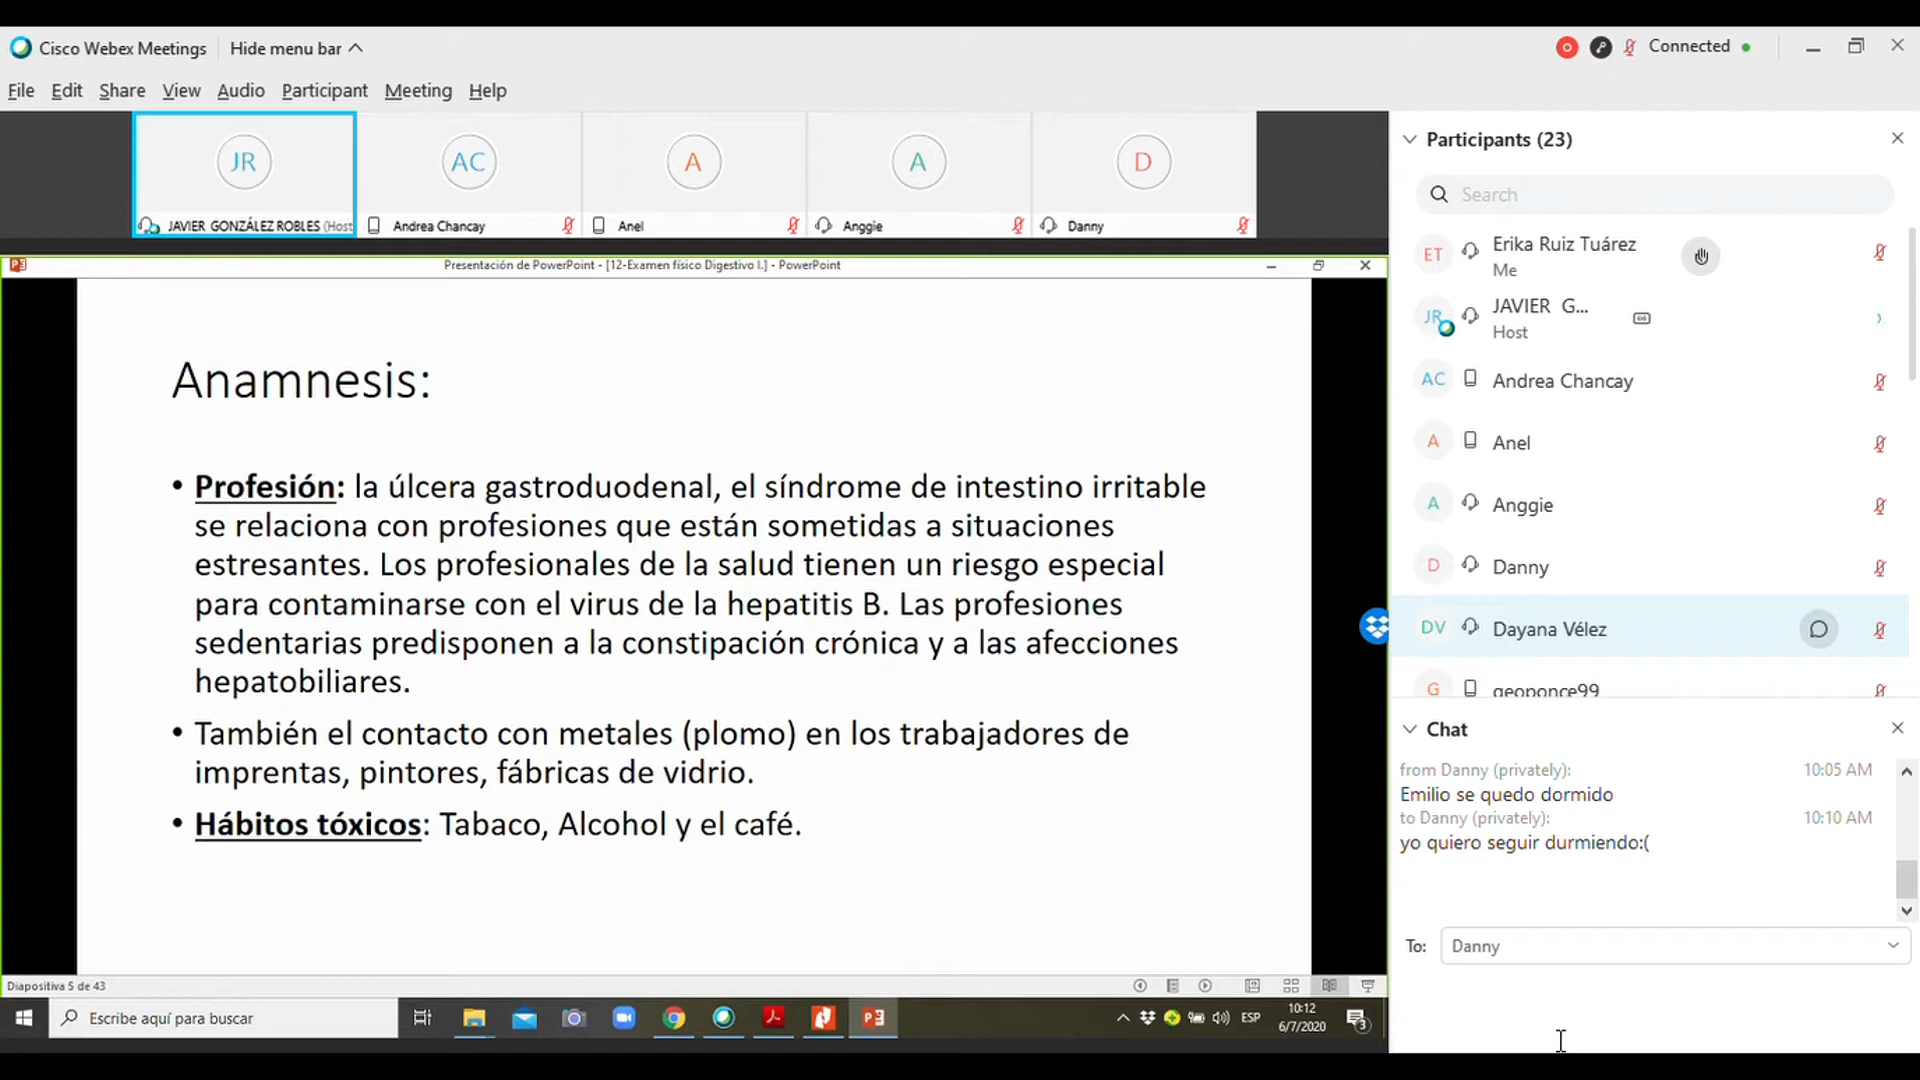 Cisco Webex Meetings
Hide menu bar
Connected
File Edit Share View Audio Participant Meeting Help
JR
AC
A
A
D
JAVIER GONZÁLEZ ROBLES (Host
Andrea Chancay
Anel
Anggie
Danny
Presentación de PowerPoint - [12-Examen físico Digestivo I.] - PowerPoint
Anamnesis:
• Profesión: la úlcera gastroduodenal, el síndrome de intestino irritable
se relaciona con profesiones que están sometidas a situaciones
estresantes. Los profesionales de la salud tienen un riesgo especial
para contaminarse con el virus de la hepatitis B. Las profesiones
sedentarias predisponen a la constipación crónica y a las afecciones
hepatobiliares.
• También el contacto con metales (plomo) en los trabajadores de
imprentas, pintores, fábricas de vidrio.
• Hábitos tóxicos: Tabaco, Alcohol y el café.
Diapositiva 5 de 43
Escribe aquí para buscar
ESP
10:12
6/7/2020
3
Participants (23)
Search
ET Erika Ruiz Tuárez
Me
JR JAVIER G...
Host
AC Andrea Chancay
A Anel
A Anggie
D Danny
DV Dayana Vélez
G geoponce99
Chat
from Danny (privately): 10:05 AM
Emilio se quedo dormido
to Danny (privately): 10:10 AM
yo quiero seguir durmiendo:(
To: Danny